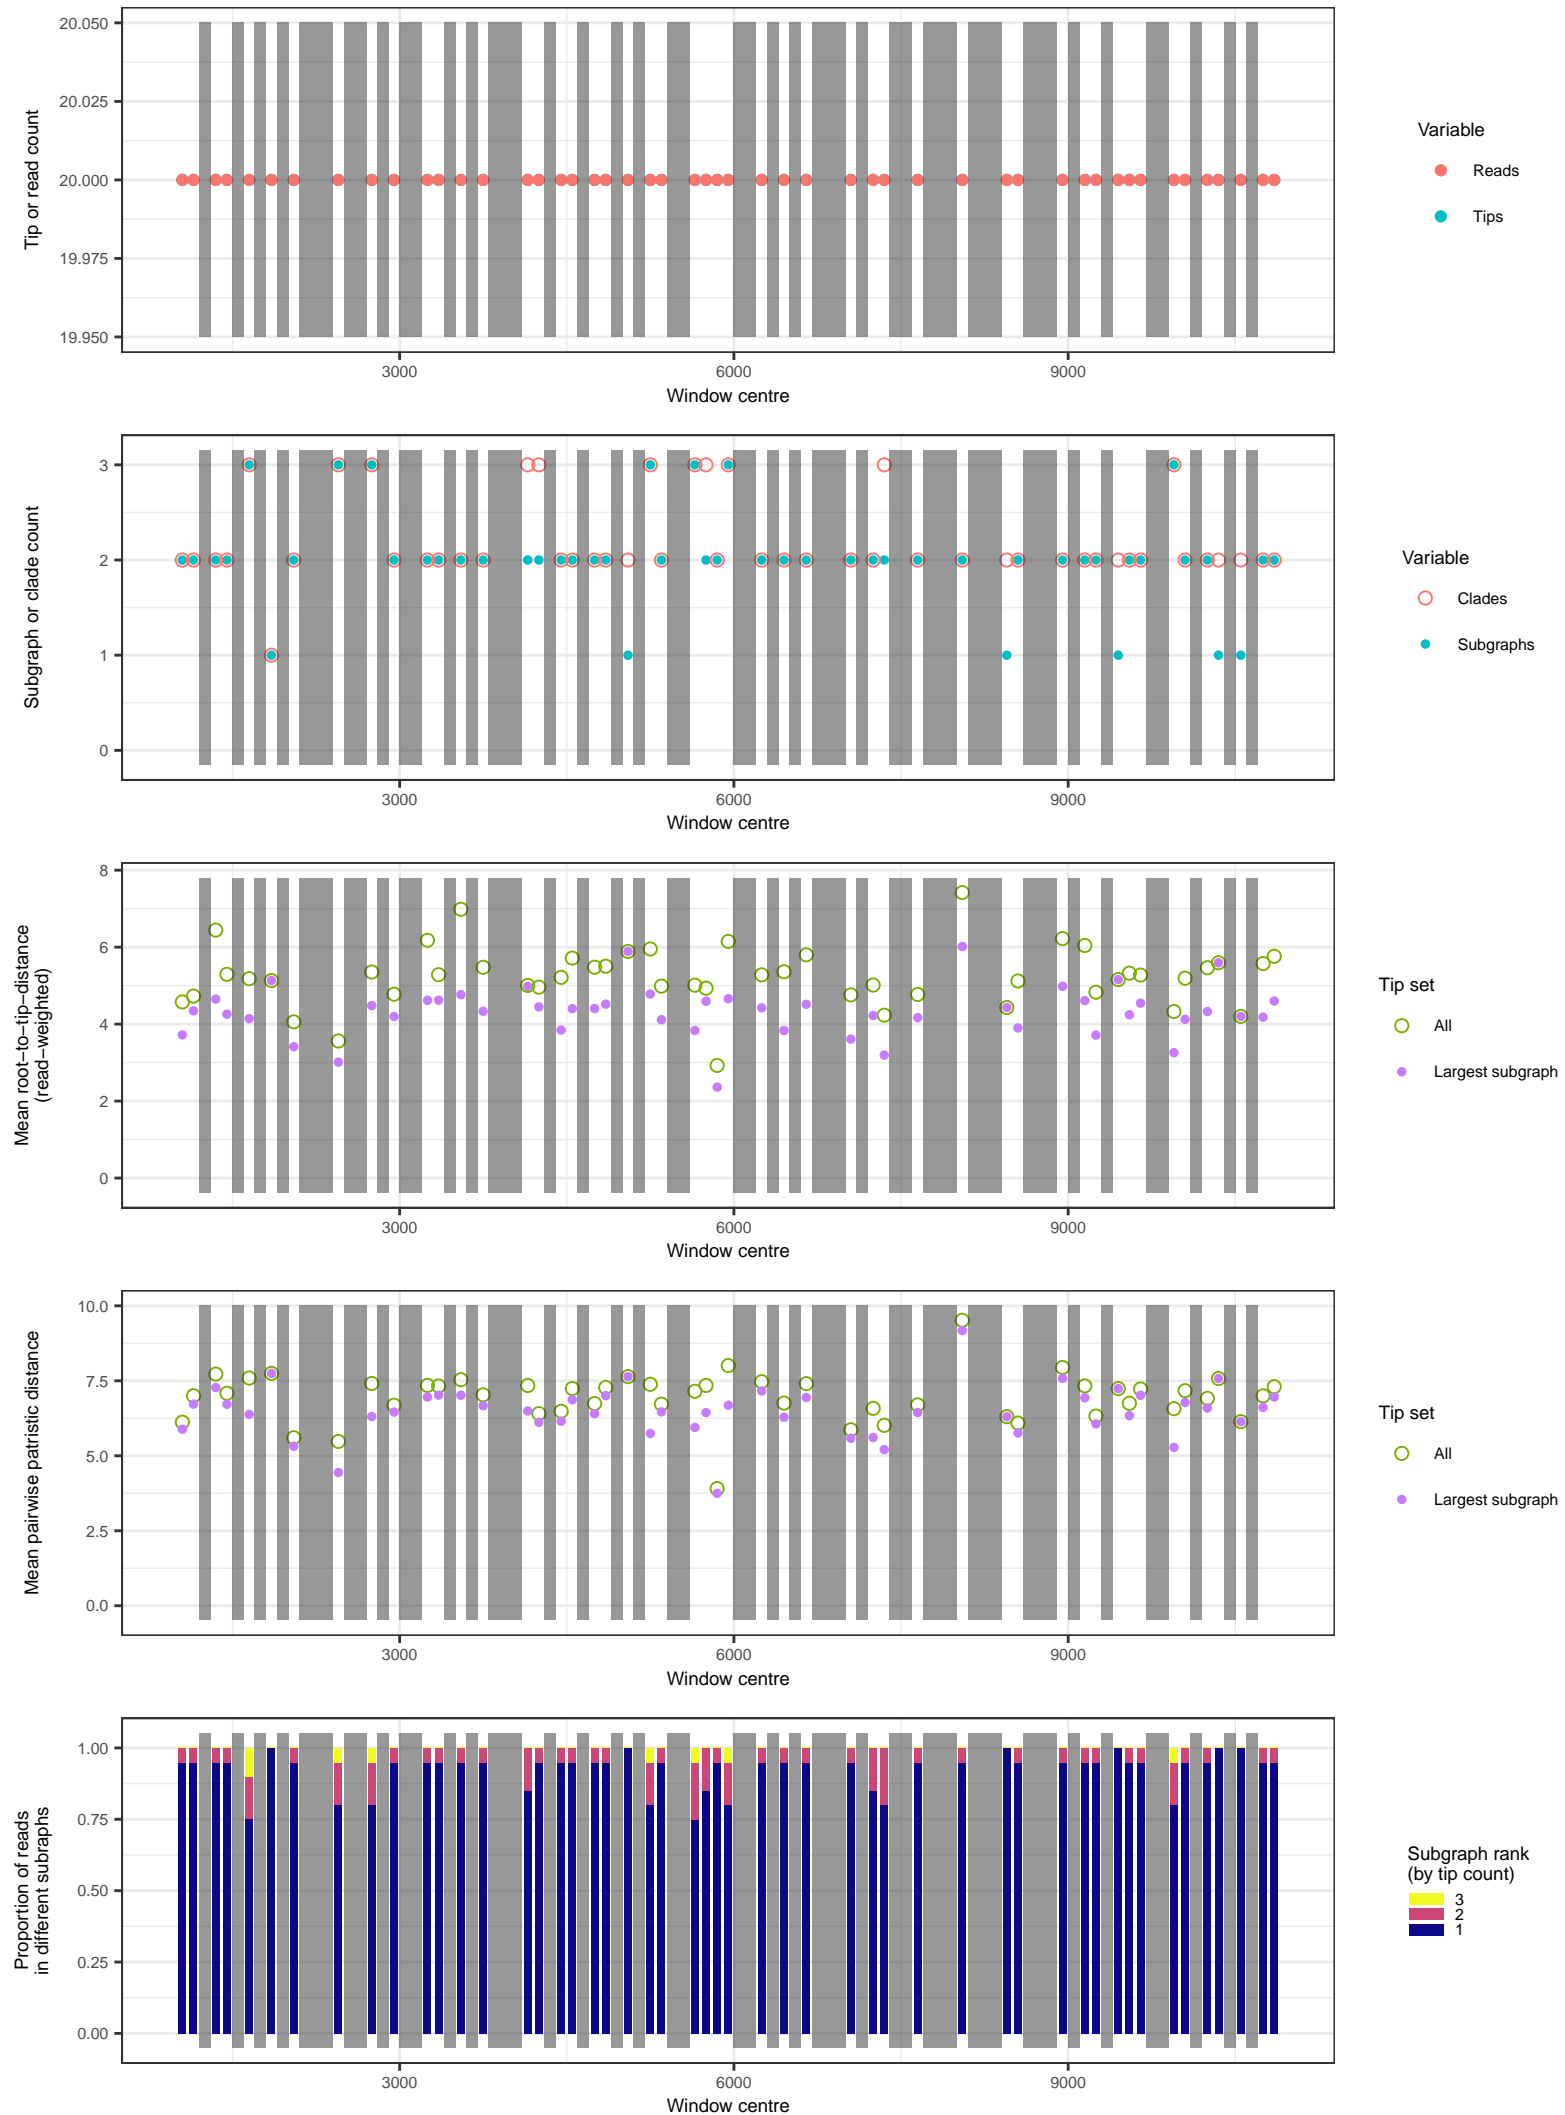 20.050
20.025
20.000
19.975
19.950
Tip or read count
3000
6000
9000
Window centre
Variable
Reads
Tips
3
2
1
0
Subgraph or clade count
3000
6000
9000
Window centre
Variable
Clades
Subgraphs
8
6
4
2
0
Mean root−to−tip−distance
(read−weighted)
3000
6000
9000
Window centre
Tip set
All
Largest subgraph
10.0
7.5
5.0
2.5
0.0
Mean pairwise patristic distance
3000
6000
9000
Window centre
Tip set
All
Largest subgraph
1.00
0.75
0.50
0.25
0.00
Proportion of reads
in different subraphs
3000
6000
9000
Window centre
Subgraph rank
(by tip count)
3
2
1